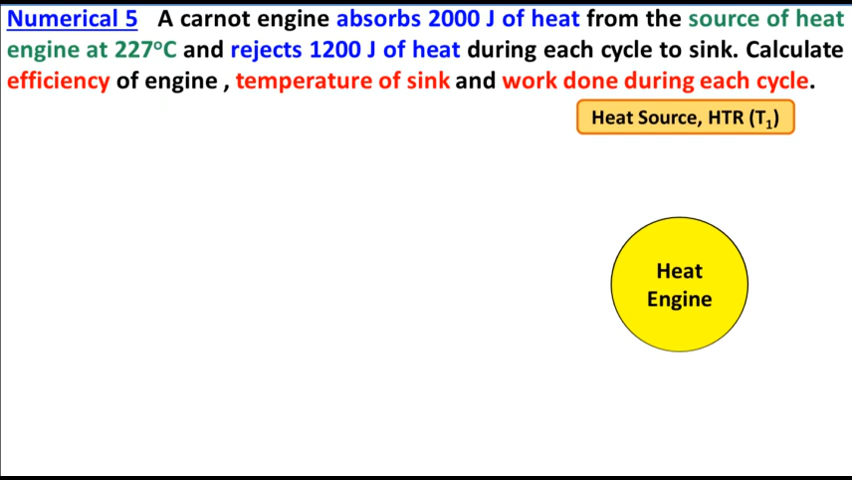 Numerical 5 A carnot engine absorbs 2000 J of heat from the source of heat
engine at 227°C and rejects 1200 J of heat during each cycle to sink. Calculate
efficiency of engine , temperature of sink and work done during each cycle.
Heat Source, HTR (T₁)
Heat
Engine